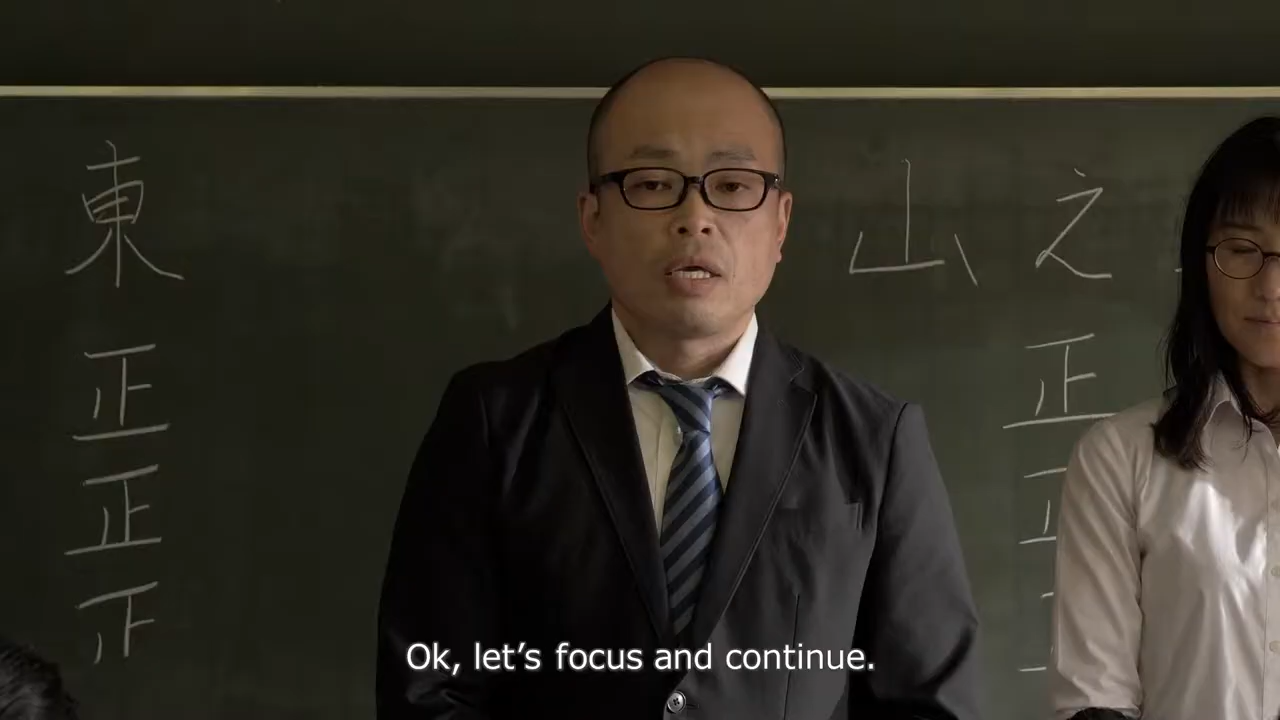 東 山 之
正 正
正
Ok, let's focus and continue.